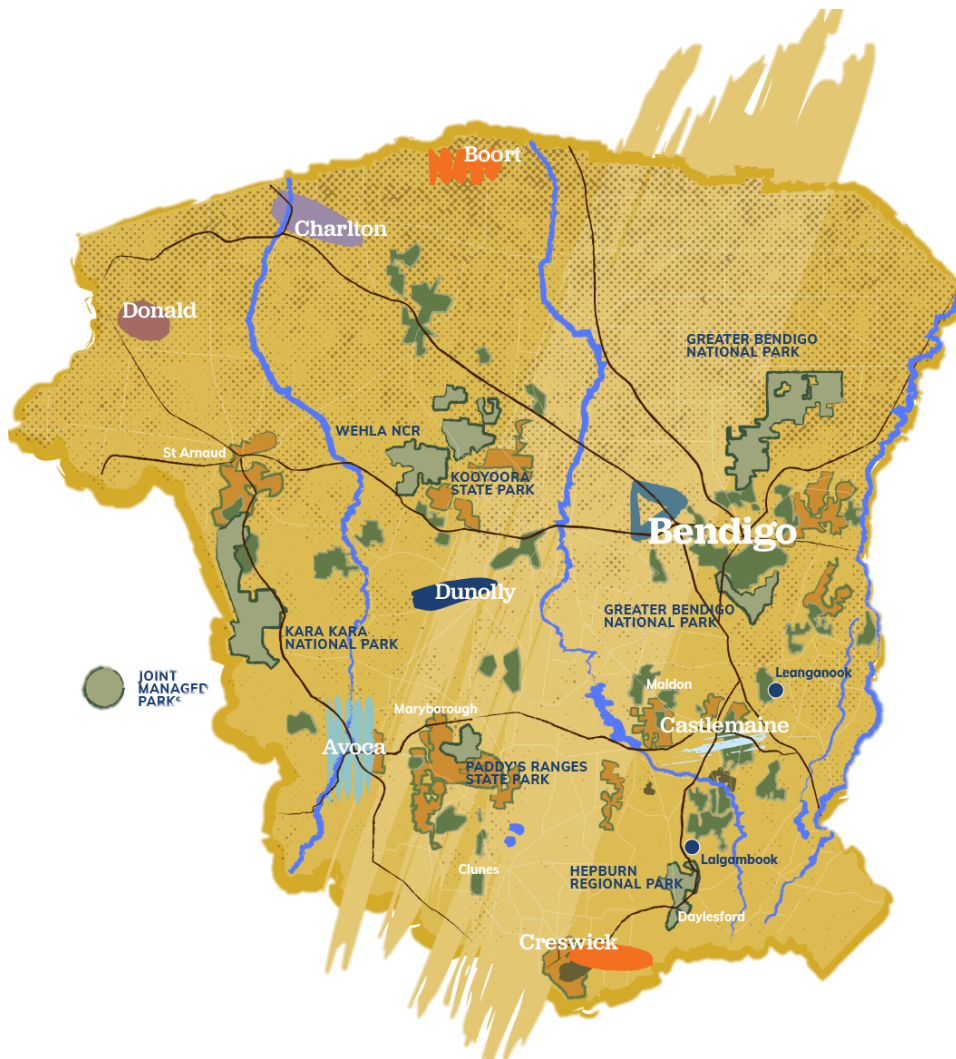 Boort
Charlton
Donald
GREATER BENDIGO
NATIONAL PARK
WEHLA NCR
St Arnaud
KOOYOORA
STATE PARK
Bendigo
Dunolly
GREATER BENDIGO
NATIONAL PARK
KARA KARA
NATIONAL PARK
JOINT
MANAGED
PARKS
Leanganook
Maldon
Maryborough
Castlemaine
Avoca
PADDY'S RANGES
STATE PARK
Lalgambook
Clunes
HEPBURN
REGIONAL PARK
Daylesford
Creswick